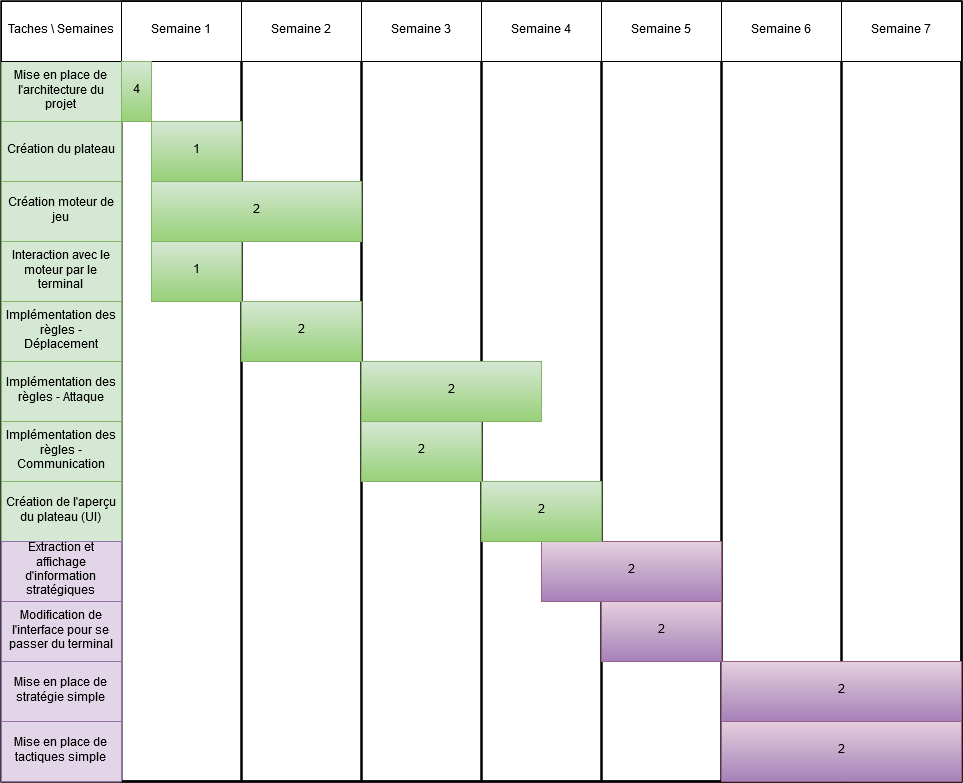 Taches \ Semaines Semaine 1 Semaine 2 Semaine 3 Semaine 4 Semaine 5 Semaine 6 Semaine 7
Mise en place de
l'architecture du
projet
4
Création du plateau
1
Création moteur de
jeu
2
Interaction avec le
moteur par le
terminal
1
Implémentation des
règles -
Déplacement
2
Implémentation des
règles - Attaque
2
Implémentation des
règles -
Communication
2
Création de l'aperçu
du plateau (UI)
2
Extraction et
affichage
d'information
stratégiques
2
Modification de
l'interface pour se
passer du terminal
2
Mise en place de
stratégie simple
2
Mise en place de
tactiques simple
2